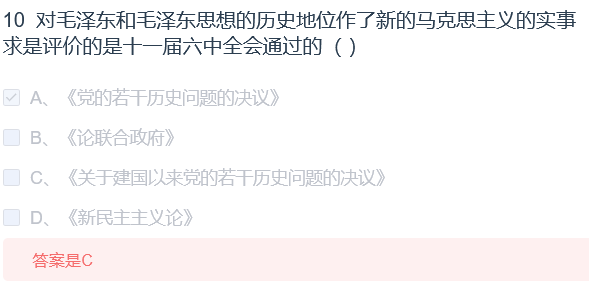 10 对毛泽东和毛泽东思想的历史地位作了新的马克思主义的实事
求是评价的是十一届六中全会通过的（ ）
A、《党的若干历史问题的决议》
B、《论联合政府》
C、《关于建国以来党的若干历史问题的决议》
D、《新民主主义论》
答案是C